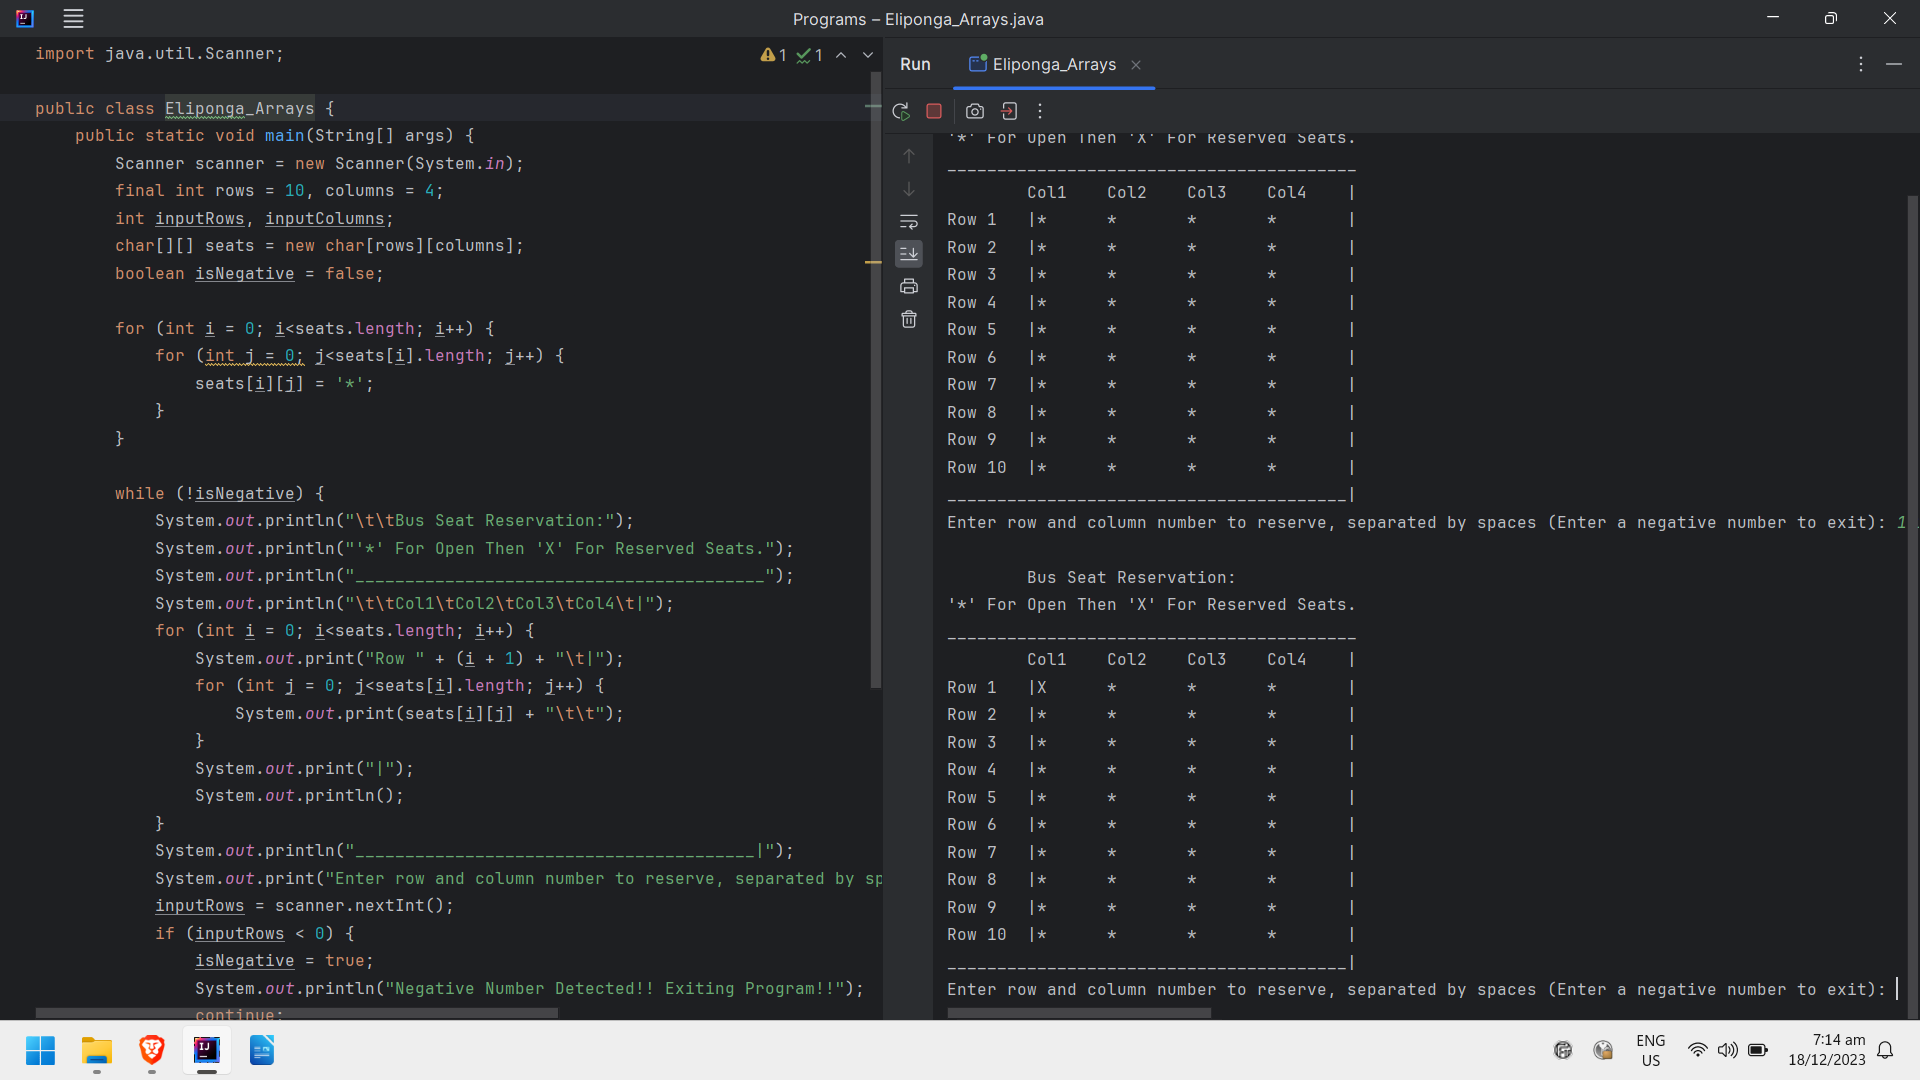 Programs – Eliponga_Arrays.java
import java.util.Scanner;
1 1
public class Eliponga_Arrays {
public static void main(String[] args) {
Scanner scanner = new Scanner(System.in);
final int rows = 10, columns = 4;
int inputRows, inputColumns;
char[][] seats = new char[rows][columns];
boolean isNegative = false;
for (int i = 0; i<seats.length; i++) {
for (int j = 0; j<seats[i].length; j++) {
seats[i][j] = '*';
}
}
while (!isNegative) {
System.out.println("\t\tBus Seat Reservation:");
System.out.println("'*' For Open Then 'X' For Reserved Seats.");
System.out.println("_________________________________________");
System.out.println("\t\tCol1\tCol2\tCol3\tCol4\t|");
for (int i = 0; i<seats.length; i++) {
System.out.print("Row " + (i + 1) + "\t|");
for (int j = 0; j<seats[i].length; j++) {
System.out.print(seats[i][j] + "\t\t");
}
System.out.print("|");
System.out.println();
}
System.out.println("________________________________________|");
System.out.print("Enter row and column number to reserve, separated by sp
inputRows = scanner.nextInt();
if (inputRows < 0) {
isNegative = true;
System.out.println("Negative Number Detected!! Exiting Program!!");
continue;
Run Eliponga_Arrays
'*' For Open Then 'X' For Reserved Seats.
_________________________________________
Col1 Col2 Col3 Col4 |
Row 1 |* * * * |
Row 2 |* * * * |
Row 3 |* * * * |
Row 4 |* * * * |
Row 5 |* * * * |
Row 6 |* * * * |
Row 7 |* * * * |
Row 8 |* * * * |
Row 9 |* * * * |
Row 10 |* * * * |
________________________________________|
Enter row and column number to reserve, separated by spaces (Enter a negative number to exit): 1
Bus Seat Reservation:
'*' For Open Then 'X' For Reserved Seats.
_________________________________________
Col1 Col2 Col3 Col4 |
Row 1 |X * * * |
Row 2 |* * * * |
Row 3 |* * * * |
Row 4 |* * * * |
Row 5 |* * * * |
Row 6 |* * * * |
Row 7 |* * * * |
Row 8 |* * * * |
Row 9 |* * * * |
Row 10 |* * * * |
________________________________________|
Enter row and column number to reserve, separated by spaces (Enter a negative number to exit):
ENG
US
7:14 am
18/12/2023